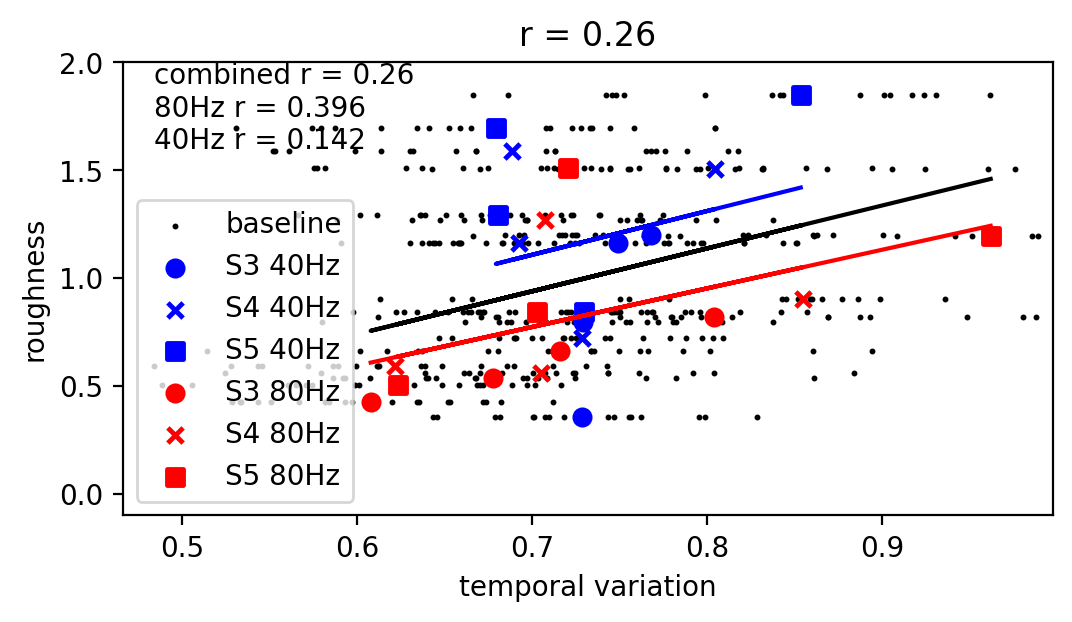 r = 0.26
combined r = 0.26
80Hz r = 0.396
40Hz r = 0.142
baseline
S3 40Hz
S4 40Hz
S5 40Hz
S3 80Hz
S4 80Hz
S5 80Hz
roughness
2.0
1.5
1.0
0.5
0.0
0.5 0.6 0.7 0.8 0.9
temporal variation